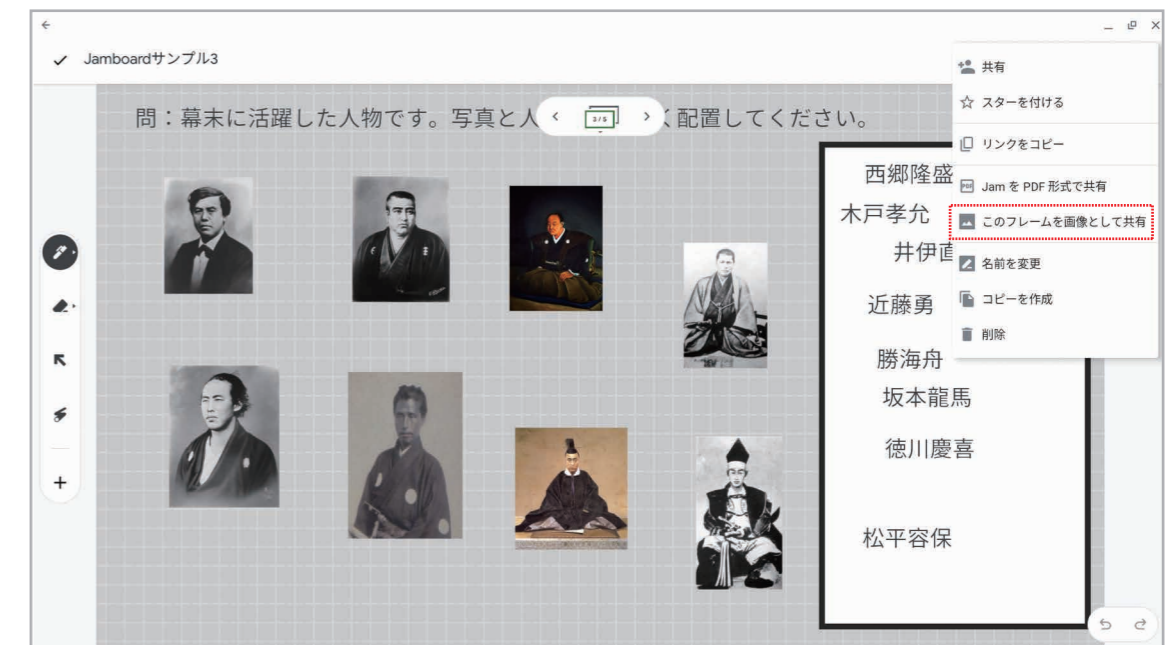 Jamboardサンプル3
問：幕末に活躍した人物です。写真と人
3/5
く配置してください。
西郷隆盛
木戸孝允
井伊直
近藤勇
勝海舟
坂本龍馬
徳川慶喜
松平容保
共有
スターを付ける
リンクをコピー
PDF
Jam を PDF 形式で共有
このフレームを画像として共有
名前を変更
コピーを作成
削除